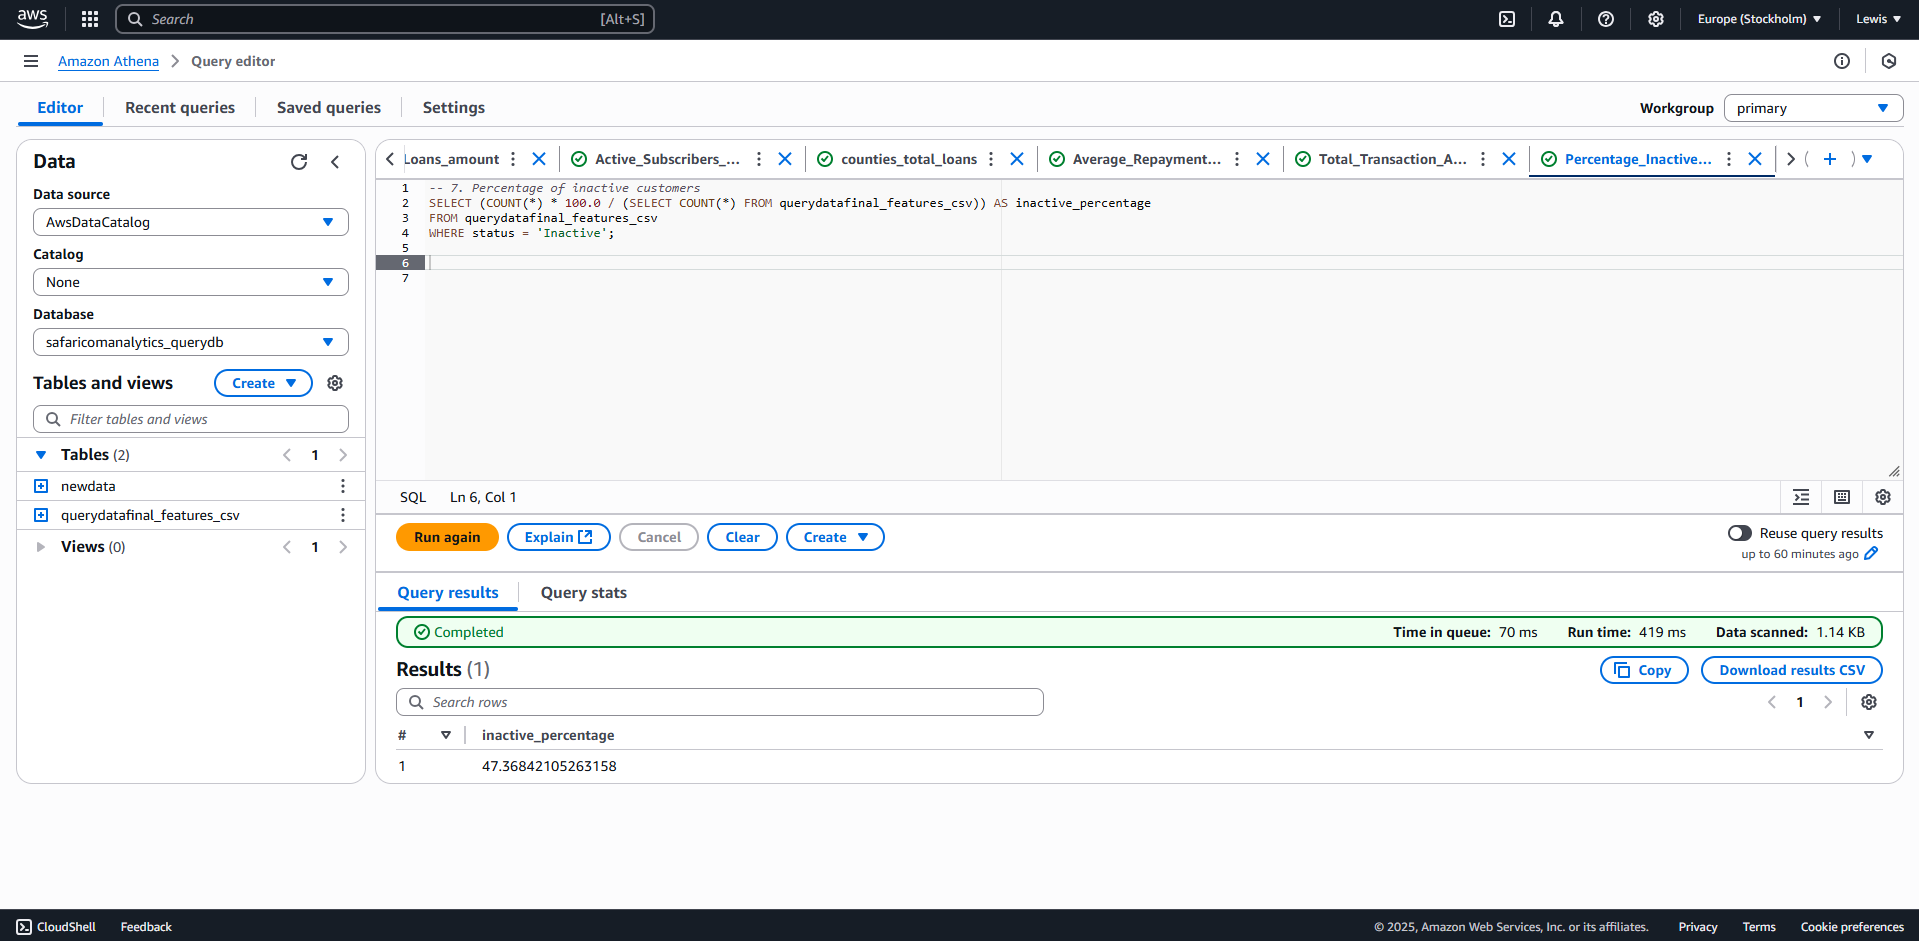 aws
Search [Alt+S]
Europe (Stockholm)
Lewis
Amazon Athena > Query editor
Editor
Recent queries
Saved queries
Settings
Workgroup
primary
Data
Data source
AwsDataCatalog
Catalog
None
Database
safaricomanalytics_querydb
Tables and views
Create
Filter tables and views
Tables (2)
1
newdata
querydatafinal_features_csv
Views (0)
1
Loans_amount
Active_Subscribers_...
counties_total_loans
Average_Repayment...
Total_Transaction_A...
Percentage_Inactive...
1 -- 7. Percentage of inactive customers
2 SELECT (COUNT(*) * 100.0 / (SELECT COUNT(*) FROM querydatafinal_features_csv)) AS inactive_percentage
3 FROM querydatafinal_features_csv
4 WHERE status = 'Inactive';
5
6
7
SQL Ln 6, Col 1
Run again
Explain
Cancel
Clear
Create
Reuse query results
up to 60 minutes ago
Query results
Query stats
Completed
Time in queue: 70 ms
Run time: 419 ms
Data scanned: 1.14 KB
Results (1)
Copy
Download results CSV
Search rows
1
# inactive_percentage
1 47.36842105263158
CloudShell
Feedback
© 2025, Amazon Web Services, Inc. or its affiliates.
Privacy
Terms
Cookie preferences